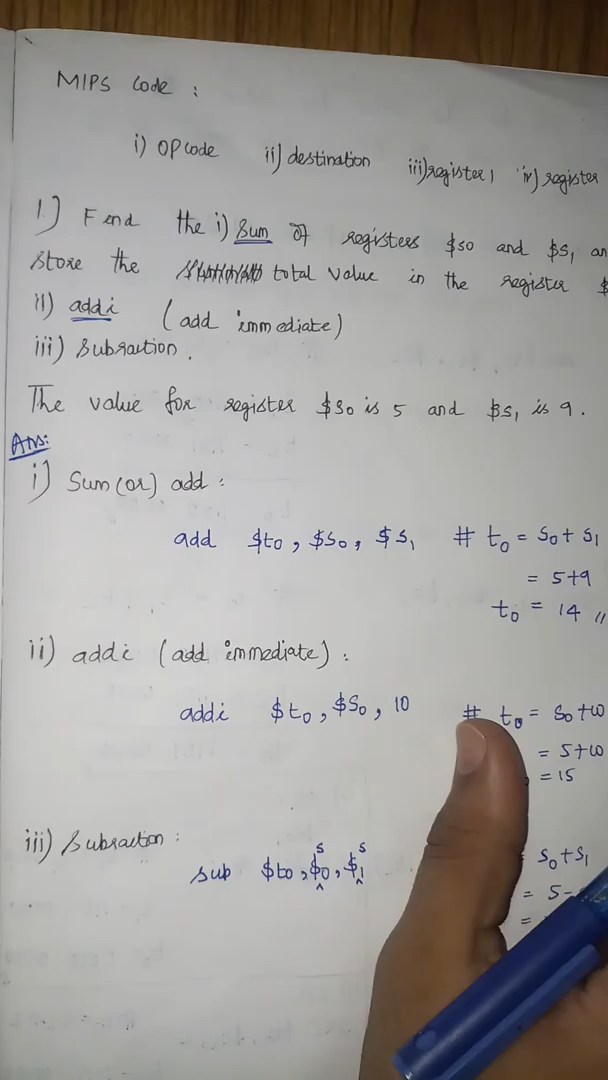 MIPS Code :
i) OPcode ii) destination iii) register 1 iv) register
1.) Find the i) Sum of registers $s0 and $s1 an
store the total value in the register $
ii) addi (add immediate)
iii) Subraction.
The value for register $s0 is 5 and $s1 is 9.
Ans:
i) Sum (or) add :
add $t0, $s0, $s1 # t0 = s0 + s1
= 5+9
t0 = 14 //
ii) addi (add immediate) :
addi $t0, $s0, 10 # t0 = s0 +10
= 5+10
= 15
iii) Subraction :
sub $t0, $s0, $s1 = s0+s1
= 5-
=